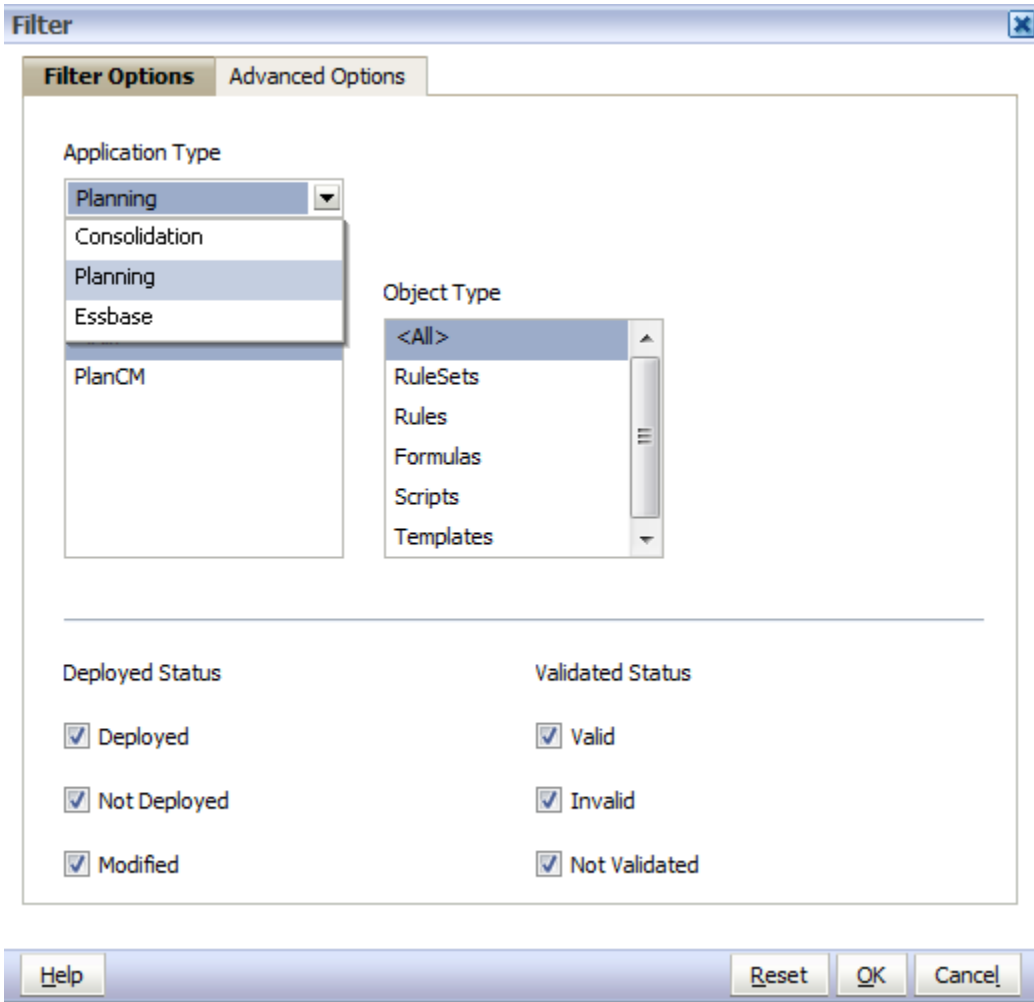 Filter
Filter Options Advanced Options
Application Type
Planning
Consolidation
Planning
Essbase
PlanCM
Object Type
<All>
RuleSets
Rules
Formulas
Scripts
Templates
Deployed Status
Deployed
Not Deployed
Modified
Validated Status
Valid
Invalid
Not Validated
Help Reset OK Cancel